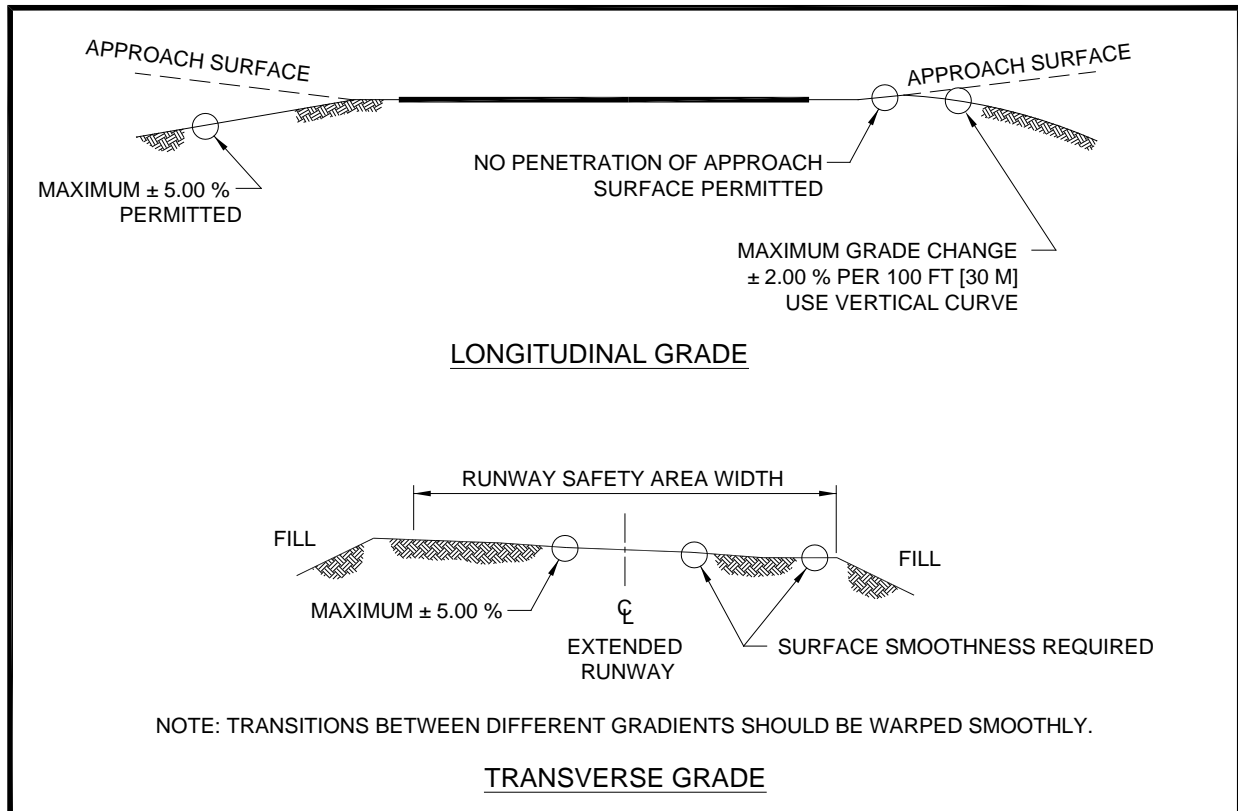 APPROACH SURFACE
APPROACH SURFACE
NO PENETRATION OF APPROACH
SURFACE PERMITTED
MAXIMUM ± 5.00 %
PERMITTED
MAXIMUM GRADE CHANGE
± 2.00 % PER 100 FT [30 M]
USE VERTICAL CURVE
LONGITUDINAL GRADE
RUNWAY SAFETY AREA WIDTH
FILL
FILL
MAXIMUM ± 5.00 %
℄
EXTENDED
RUNWAY
SURFACE SMOOTHNESS REQUIRED
NOTE: TRANSITIONS BETWEEN DIFFERENT GRADIENTS SHOULD BE WARPED SMOOTHLY.
TRANSVERSE GRADE